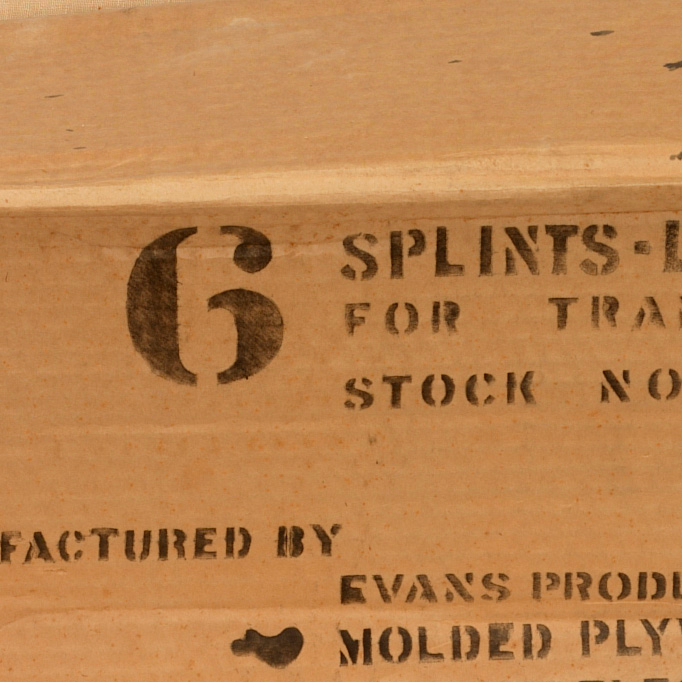 6 SPLINTS-L
FOR TRA
STOCK NO
FACTURED BY
EVANS PRODU
MOLDED PLY